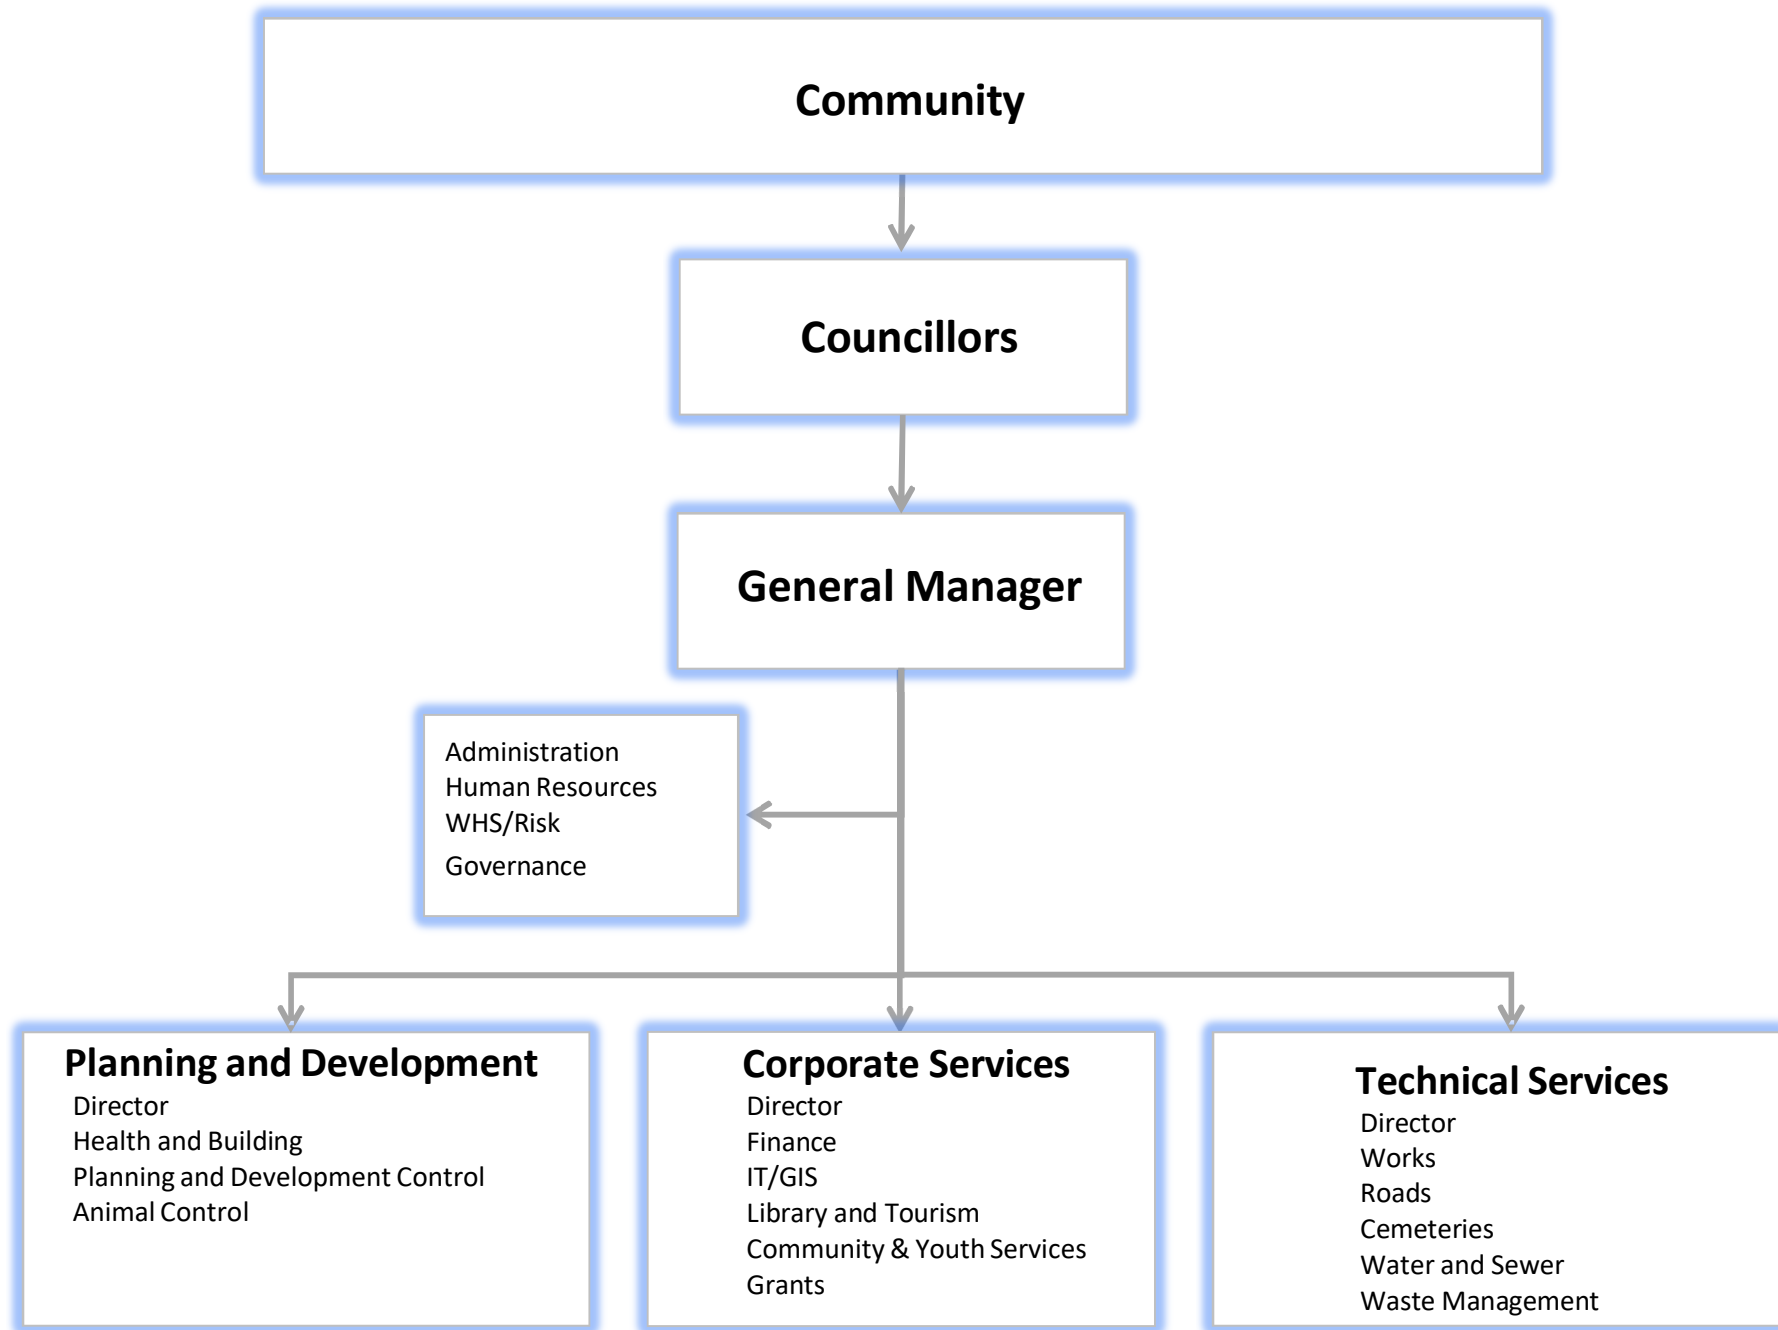 Community
Councillors
General Manager
Administration
Human Resources
WHS/Risk
Governance
Planning and Development
Director
Health and Building
Planning and Development Control
Animal Control
Corporate Services
Director
Finance
IT/GIS
Library and Tourism
Community & Youth Services
Grants
Technical Services
Director
Works
Roads
Cemeteries
Water and Sewer
Waste Management